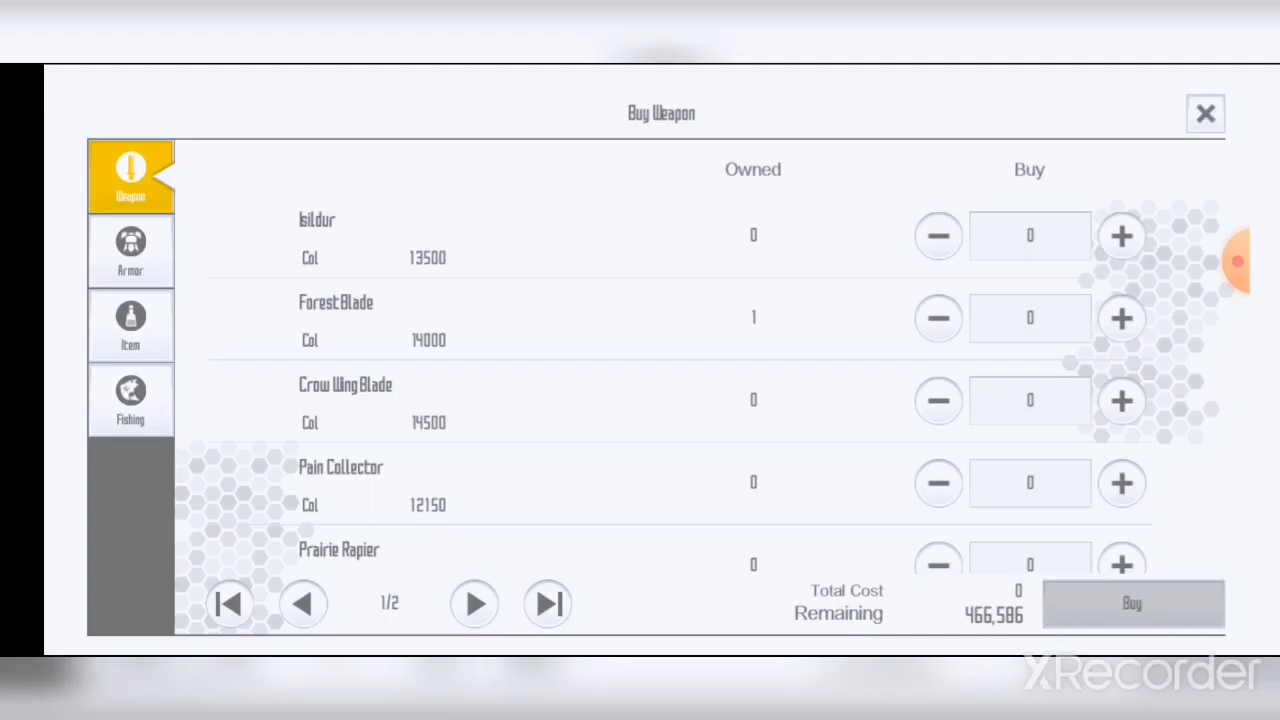 Buy Weapon
Weapon
Armor
Item
Fishing
Owned Buy
Isildur
Col 13500 0 0
Forest Blade
Col 14000 1 0
Crow Wing Blade
Col 14500 0 0
Pain Collector
Col 12150 0 0
Prairie Rapier 0 0
1/2
Total Cost 0
Remaining 466,586
Buy
XRecorder